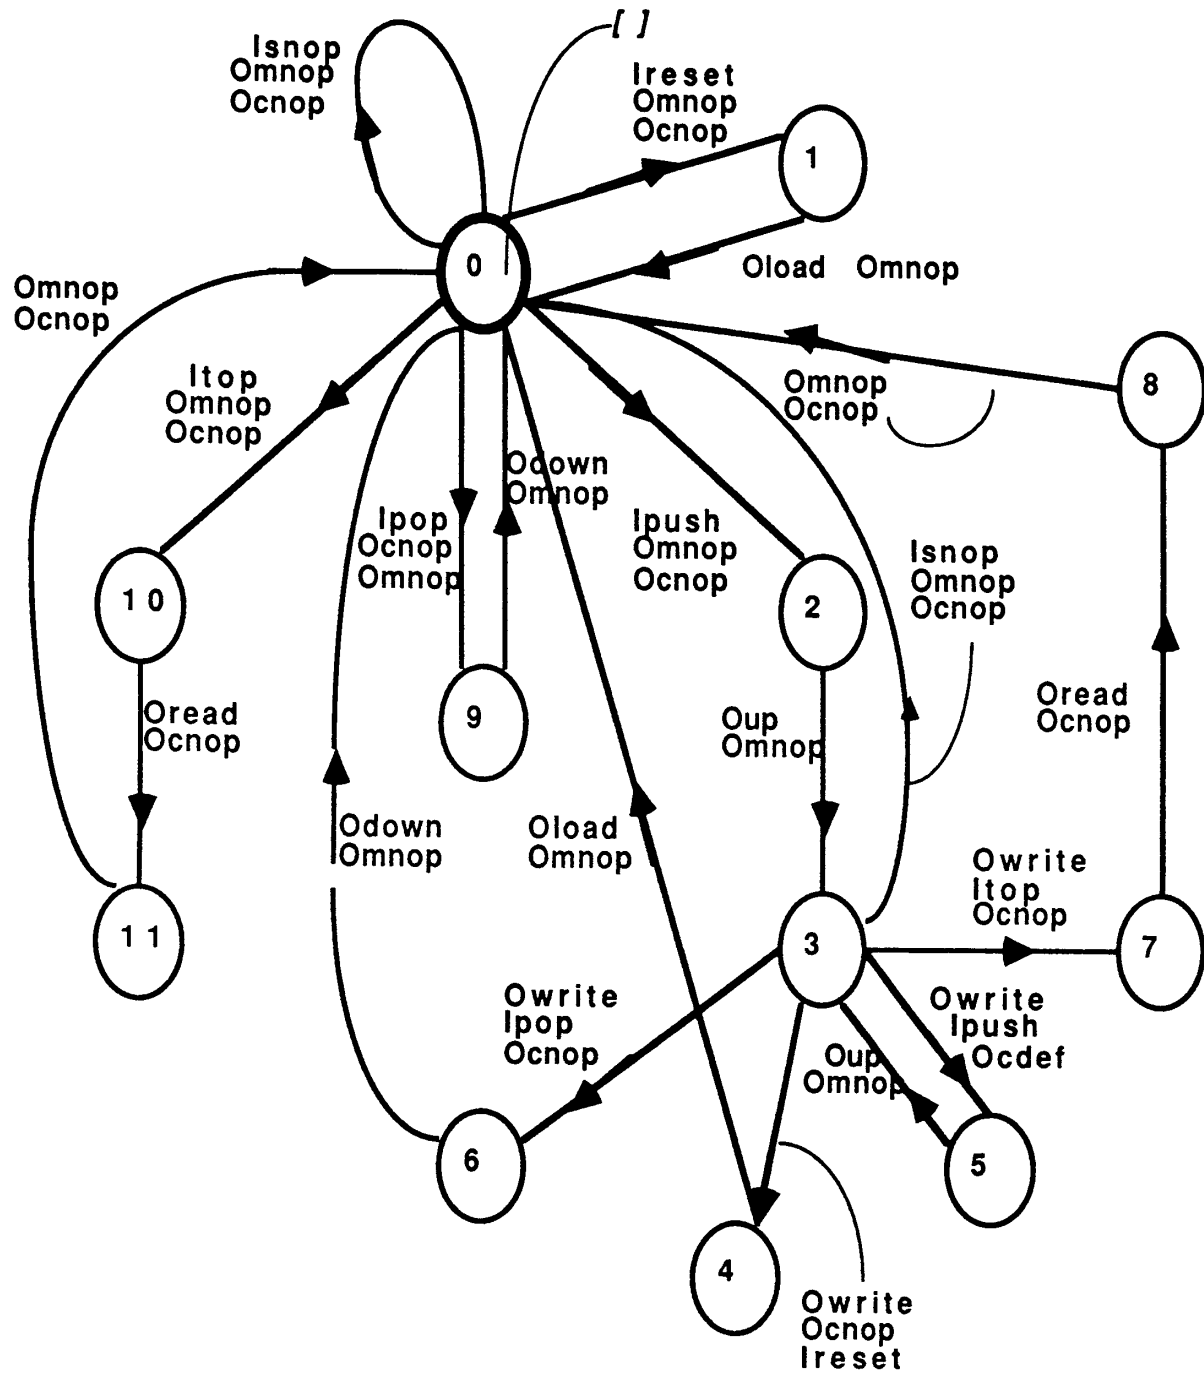 [ ]
Isnop
Omnop
Ocnop
Ireset
Omnop
Ocnop
1
0
Oload Omnop
Omnop
Ocnop
Itop
Omnop
Ocnop
Omnop
Ocnop
8
Odown
Omnop
Ipop
Ocnop
Omnop
Ipush
Omnop
Ocnop
Isnop
Omnop
Ocnop
10
2
9
Oread
Ocnop
Oup
Omnop
Oread
Ocnop
Odown
Omnop
Oload
Omnop
Owrite
Itop
Ocnop
11
3
7
Owrite
Ipop
Ocnop
Owrite
Ipush
Ocdef
Oup
Omnop
6
5
4
Owrite
Ocnop
Ireset